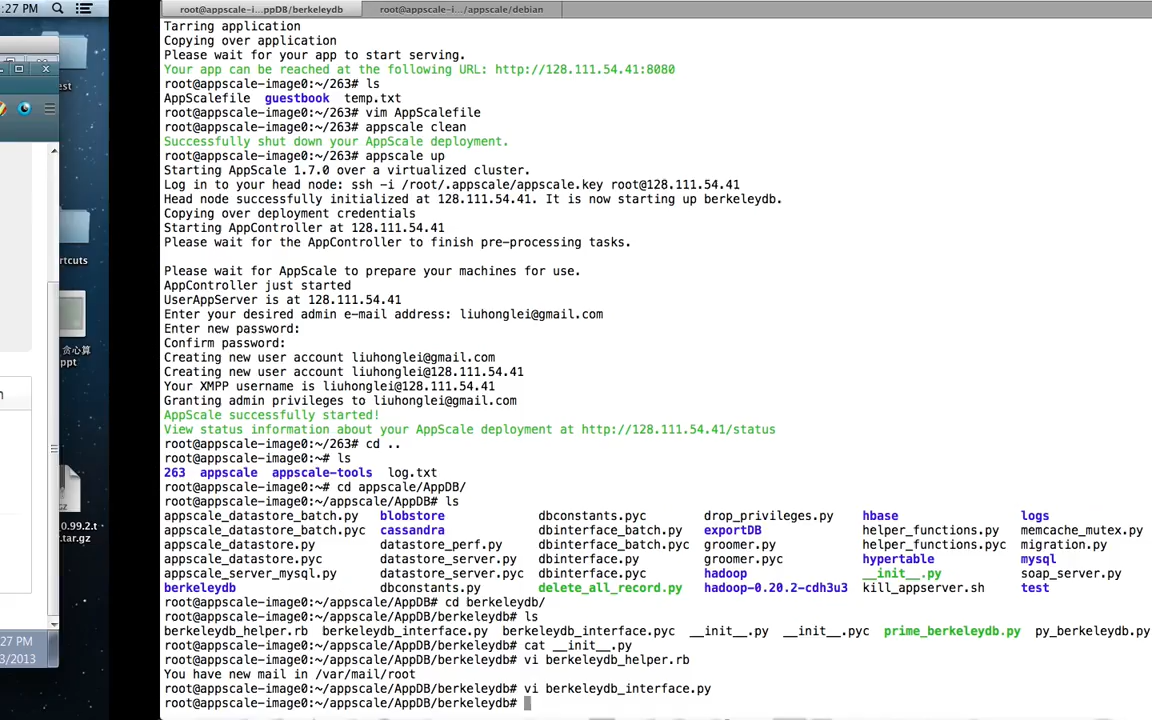 :27 PM
root@appscale-i...ppDB/berkeleydb
root@appscale-i.../appscale/debian
Tarring application
Copying over application
Please wait for your app to start serving.
Your app can be reached at the following URL: http://128.111.54.41:8080
root@appscale-image0:~/263# ls
AppScalefile guestbook temp.txt
root@appscale-image0:~/263# vim AppScalefile
root@appscale-image0:~/263# appscale clean
Successfully shut down your AppScale deployment.
root@appscale-image0:~/263# appscale up
Starting AppScale 1.7.0 over a virtualized cluster.
Log in to your head node: ssh -i /root/.appscale/appscale.key root@128.111.54.41
Head node successfully initialized at 128.111.54.41. It is now starting up berkeleydb.
Copying over deployment credentials
Starting AppController at 128.111.54.41
Please wait for the AppController to finish pre-processing tasks.
Please wait for AppScale to prepare your machines for use.
AppController just started
UserAppServer is at 128.111.54.41
Enter your desired admin e-mail address: liuhonglei@gmail.com
Enter new password:
Confirm password:
Creating new user account liuhonglei@gmail.com
Creating new user account liuhonglei@128.111.54.41
Your XMPP username is liuhonglei@128.111.54.41
Granting admin privileges to liuhonglei@gmail.com
AppScale successfully started!
View status information about your AppScale deployment at http://128.111.54.41/status
root@appscale-image0:~/263# cd ..
root@appscale-image0:~# ls
263 appscale appscale-tools log.txt
root@appscale-image0:~# cd appscale/AppDB/
root@appscale-image0:~/appscale/AppDB# ls
appscale_datastore_batch.py blobstore dbconstants.pyc drop_privileges.py hbase logs
appscale_datastore_batch.pyc cassandra dbinterface_batch.py exportDB helper_functions.py memcache_mutex.py
appscale_datastore.py datastore_perf.py dbinterface_batch.pyc groomer.py helper_functions.pyc migration.py
appscale_datastore.pyc datastore_server.py dbinterface.py groomer.pyc hypertable mysql
appscale_server_mysql.py datastore_server.pyc dbinterface.pyc hadoop __init__.py soap_server.py
berkeleydb dbconstants.py delete_all_record.py hadoop-0.20.2-cdh3u3 kill_appserver.sh test
root@appscale-image0:~/appscale/AppDB# cd berkeleydb/
root@appscale-image0:~/appscale/AppDB/berkeleydb# ls
berkeleydb_helper.rb berkeleydb_interface.py berkeleydb_interface.pyc __init__.py __init__.pyc prime_berkeleydb.py py_berkeleydb.py
root@appscale-image0:~/appscale/AppDB/berkeleydb# cat __init__.py
root@appscale-image0:~/appscale/AppDB/berkeleydb# vi berkeleydb_helper.rb
You have new mail in /var/mail/root
root@appscale-image0:~/appscale/AppDB/berkeleydb# vi berkeleydb_interface.py
root@appscale-image0:~/appscale/AppDB/berkeleydb#
est
rtcuts
贪心算
ppt
_0.99.2.t
.tar.gz
27 PM
3/2013